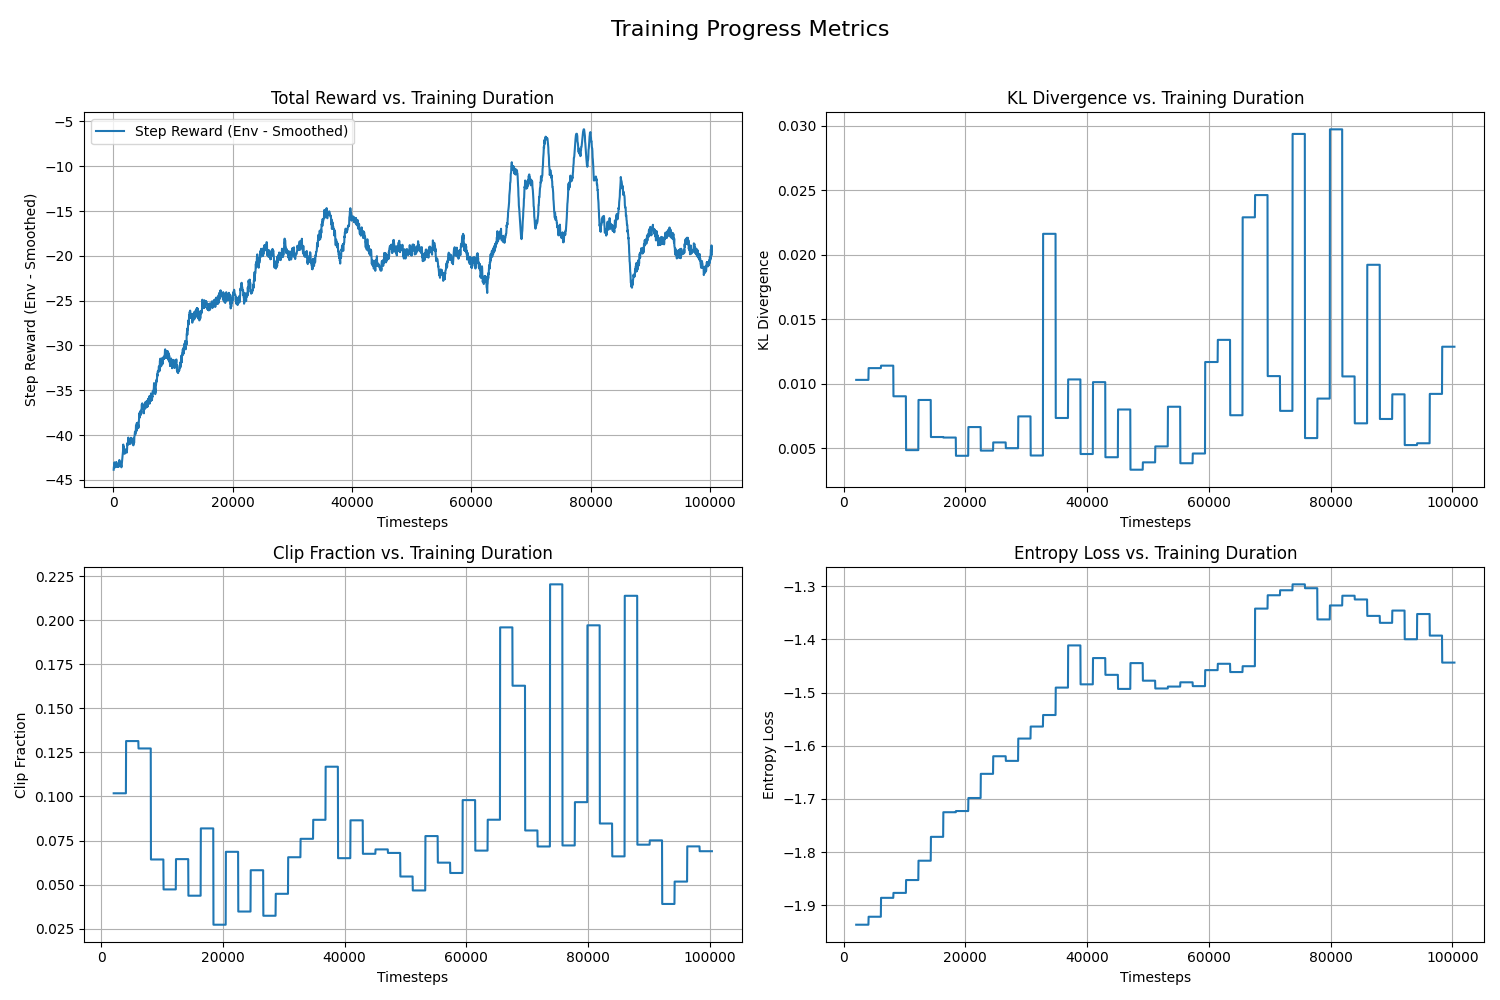 Training Progress Metrics
Total Reward vs. Training Duration
Step Reward (Env - Smoothed)
Step Reward (Env - Smoothed)
−5
−10
−15
−20
−25
−30
−35
−40
−45
0 20000 40000 60000 80000 100000
Timesteps
KL Divergence vs. Training Duration
KL Divergence
0.030
0.025
0.020
0.015
0.010
0.005
0 20000 40000 60000 80000 100000
Timesteps
Clip Fraction vs. Training Duration
Clip Fraction
0.225
0.200
0.175
0.150
0.125
0.100
0.075
0.050
0.025
0 20000 40000 60000 80000 100000
Timesteps
Entropy Loss vs. Training Duration
Entropy Loss
−1.3
−1.4
−1.5
−1.6
−1.7
−1.8
−1.9
0 20000 40000 60000 80000 100000
Timesteps